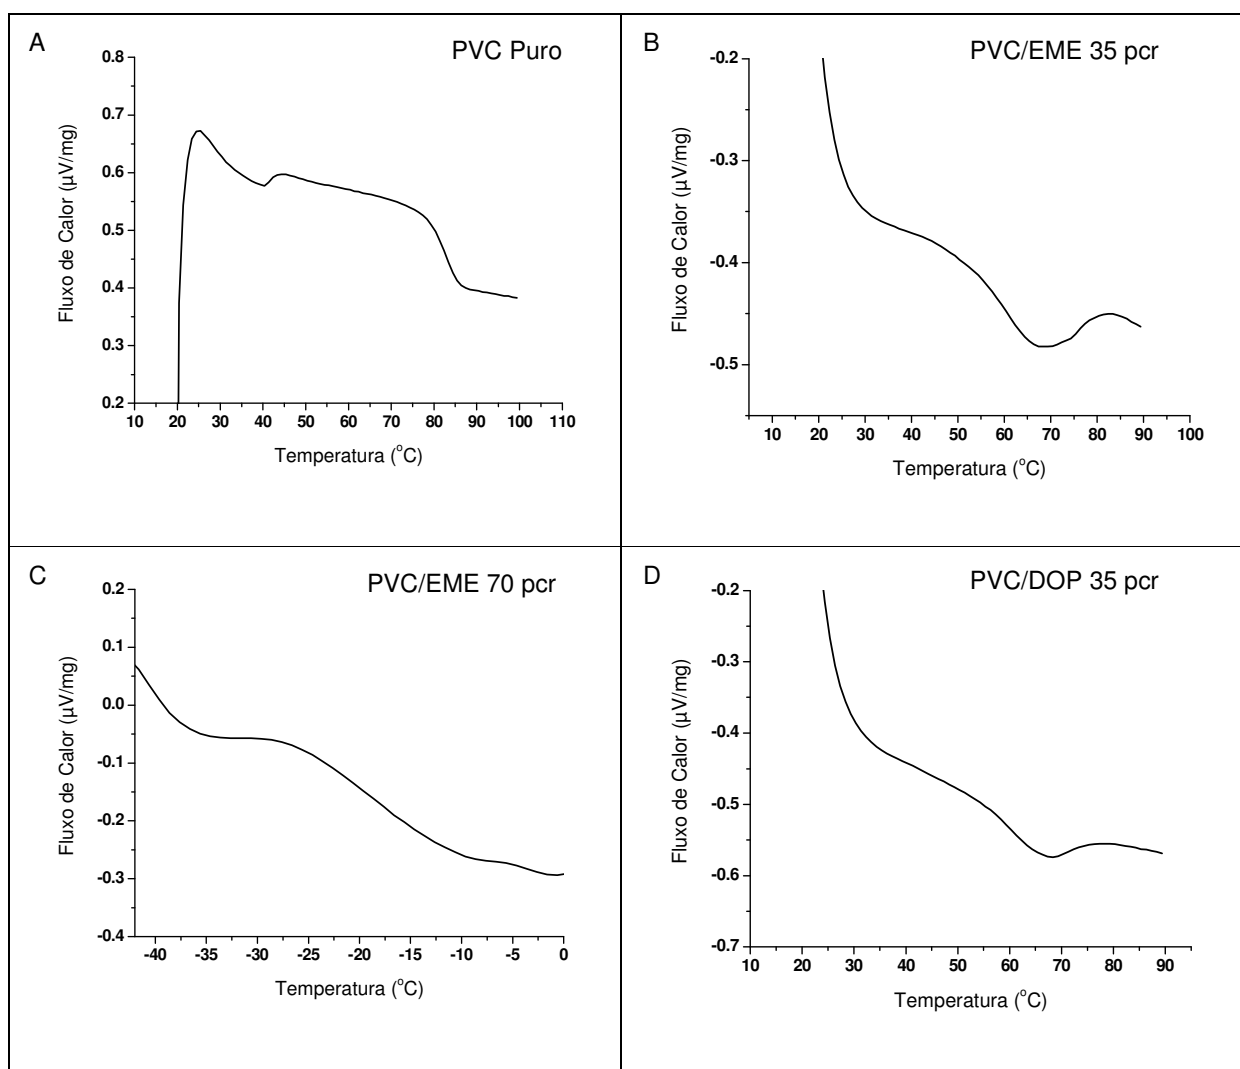 A
PVC Puro
0.8
0.7
0.6
0.5
0.4
0.3
0.2
Fluxo de Calor (µV/mg)
10 20 30 40 50 60 70 80 90 100 110
Temperatura (°C)
B
PVC/EME 35 pcr
-0.2
-0.3
-0.4
-0.5
Fluxo de Calor (µV/mg)
10 20 30 40 50 60 70 80 90 100
Temperatura (°C)
C
PVC/EME 70 pcr
0.2
0.1
0.0
-0.1
-0.2
-0.3
-0.4
Fluxo de Calor (µV/mg)
-40 -35 -30 -25 -20 -15 -10 -5 0
Temperatura (°C)
D
PVC/DOP 35 pcr
-0.2
-0.3
-0.4
-0.5
-0.6
-0.7
Fluxo de Calor (µV/mg)
10 20 30 40 50 60 70 80 90
Temperatura (°C)